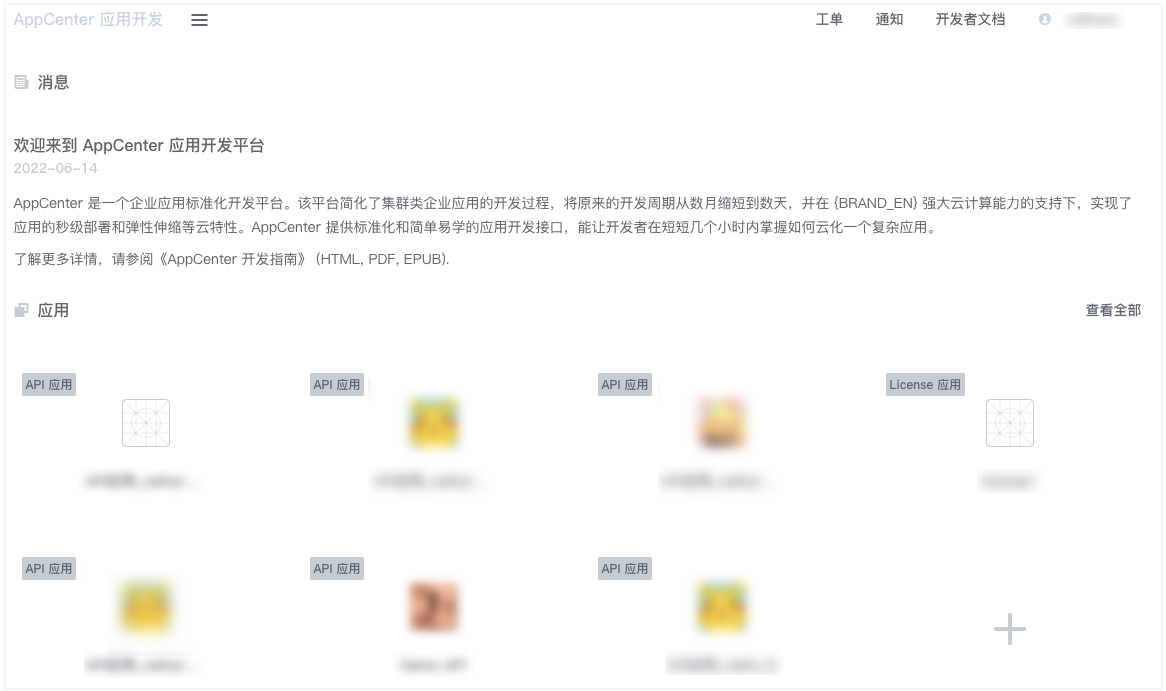 AppCenter 应用开发
工单 通知 开发者文档
消息
欢迎来到 AppCenter 应用开发平台
2022-06-14
AppCenter 是一个企业应用标准化开发平台。该平台简化了集群类企业应用的开发过程，将原来的开发周期从数月缩短到数天，并在 {BRAND_EN} 强大云计算能力的支持下，实现了
应用的秒级部署和弹性伸缩等云特性。AppCenter 提供标准化和简单易学的应用开发接口，能让开发者在短短几个小时内掌握如何云化一个复杂应用。
了解更多详情，请参阅《AppCenter 开发指南》 (HTML, PDF, EPUB).
应用 查看全部
API 应用 API 应用 API 应用 License 应用
API 应用 API 应用 API 应用